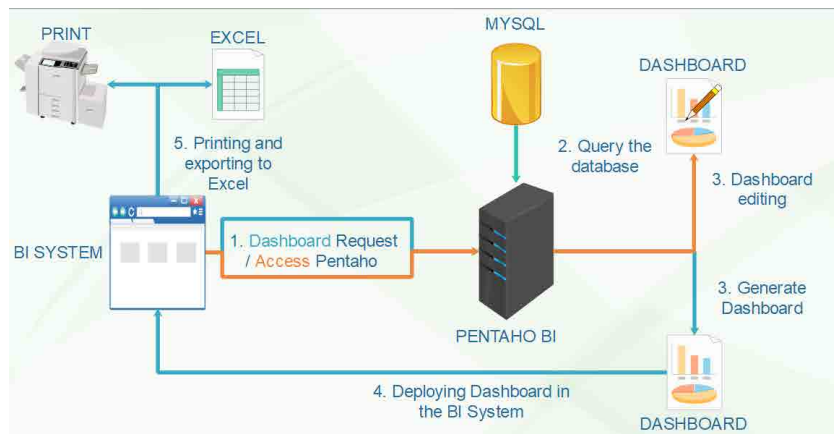 PRINT
EXCEL
MYSQL
DASHBOARD
5. Printing and
exporting to
Excel
2. Query the
database
3. Dashboard
editing
BI SYSTEM
1. Dashboard Request
/ Access Pentaho
PENTAHO BI
3. Generate
Dashboard
4. Deploying Dashboard in
the BI System
DASHBOARD